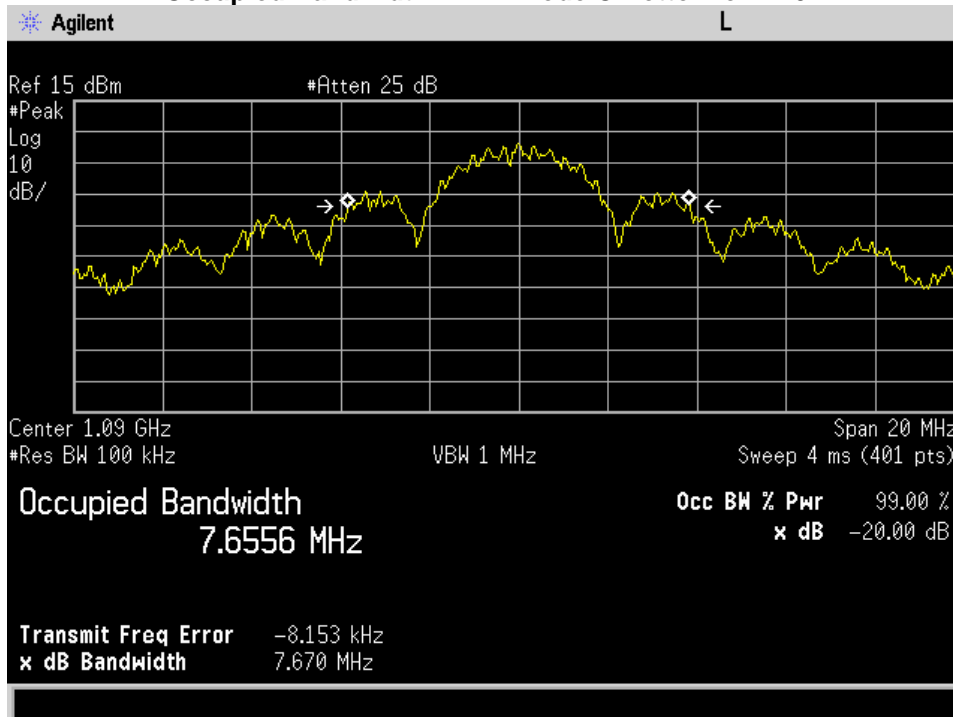 Agilent L
Ref 15 dBm #Atten 25 dB
#Peak
Log
10
dB/
Center 1.09 GHz Span 20 MHz
#Res BW 100 kHz VBW 1 MHz Sweep 4 ms (401 pts)
Occupied Bandwidth
7.6556 MHz
Occ BW % Pwr 99.00 %
x dB -20.00 dB
Transmit Freq Error -8.153 kHz
x dB Bandwidth 7.670 MHz